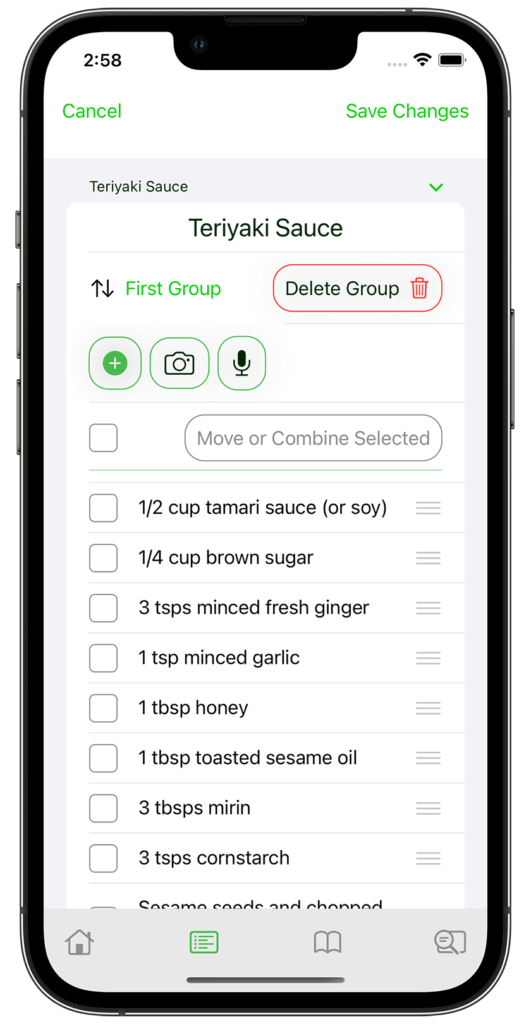 2:58
Cancel
Save Changes
Teriyaki Sauce
Teriyaki Sauce
First Group
Delete Group
Move or Combine Selected
1/2 cup tamari sauce (or soy)
1/4 cup brown sugar
3 tsps minced fresh ginger
1 tsp minced garlic
1 tbsp honey
1 tbsp toasted sesame oil
3 tbsps mirin
3 tsps cornstarch
Sesame seeds and chopped